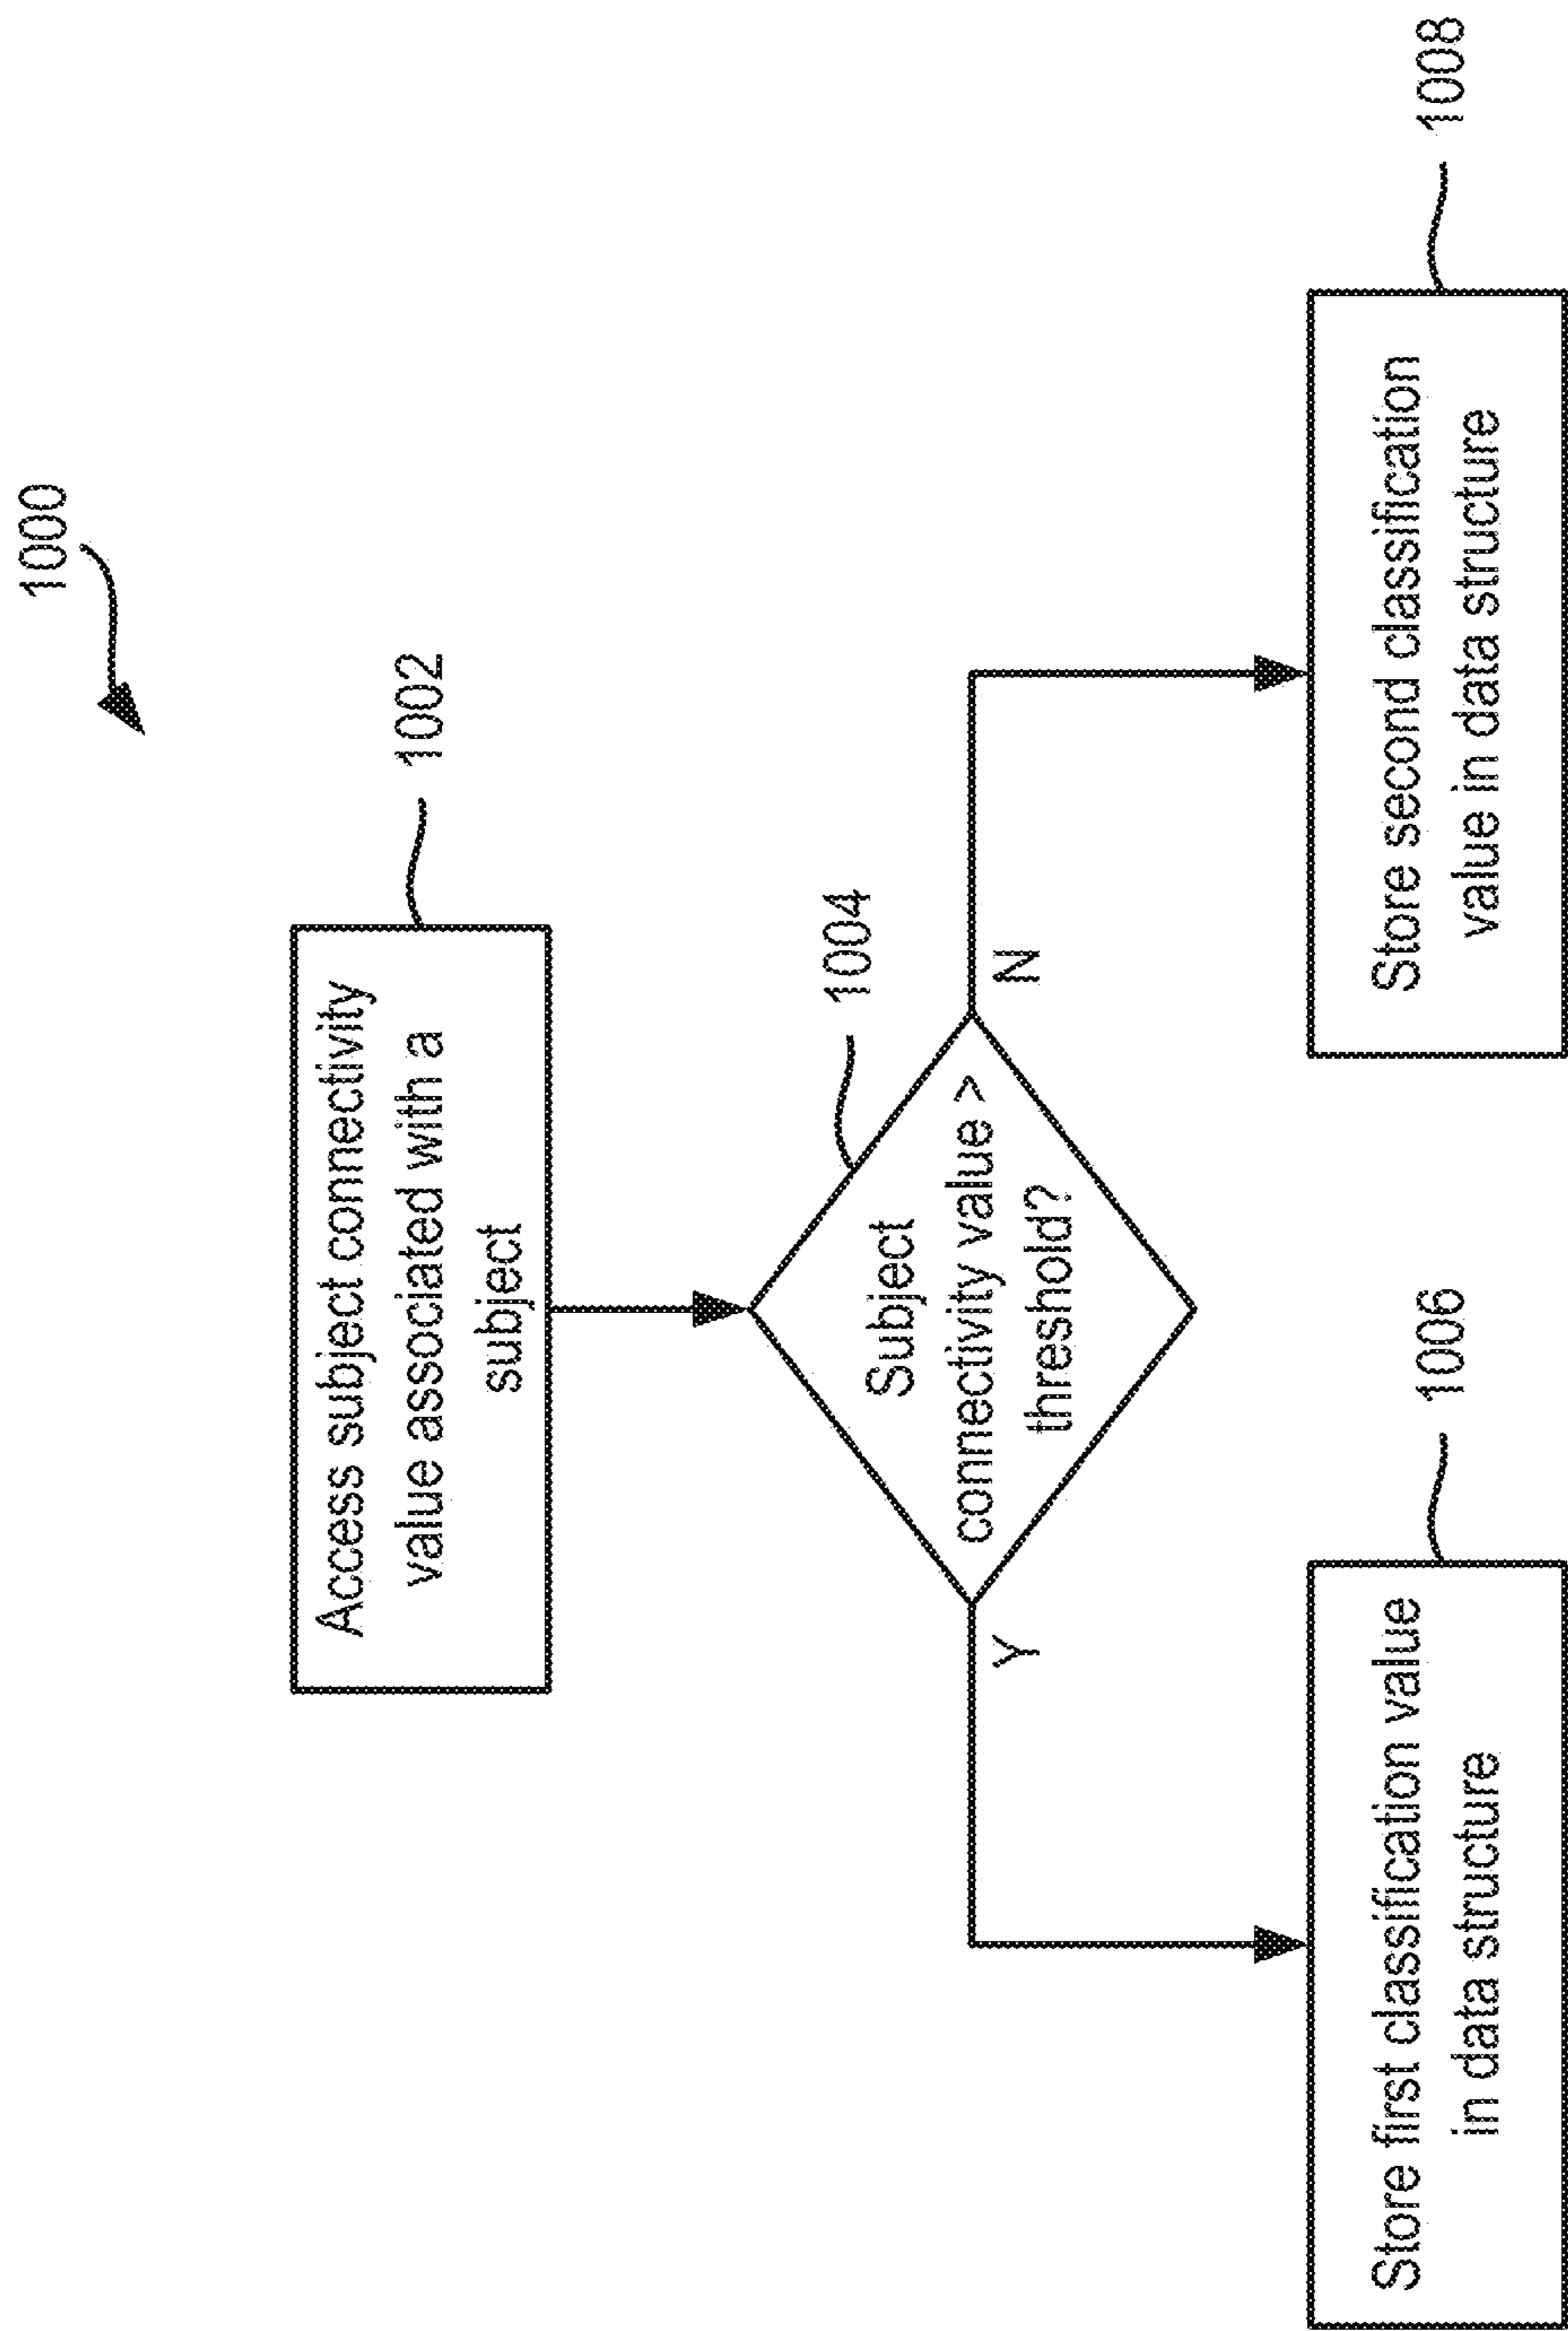 1000
Access subject connectivity
value associated with a
subject
1002
Subject
connectivity value >
threshold?
1004
Y
N
Store first classification value
in data structure
1006
Store second classification
value in data structure
1008